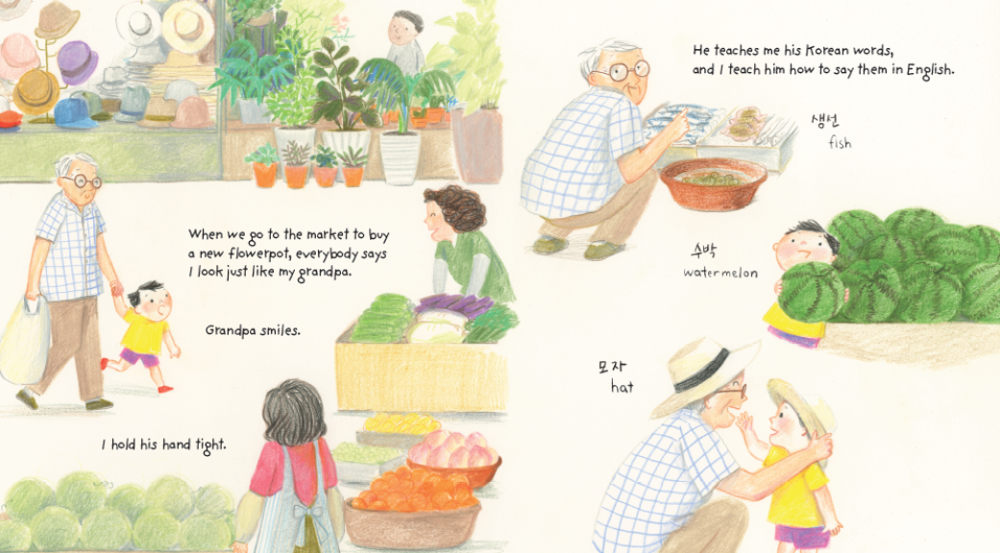 When we go to the market to buy
a new flowerpot, everybody says
I look just like my grandpa.
Grandpa smiles.
I hold his hand tight.
He teaches me his Korean words,
and I teach him how to say them in English.
생선
fish
수박
watermelon
모자
hat